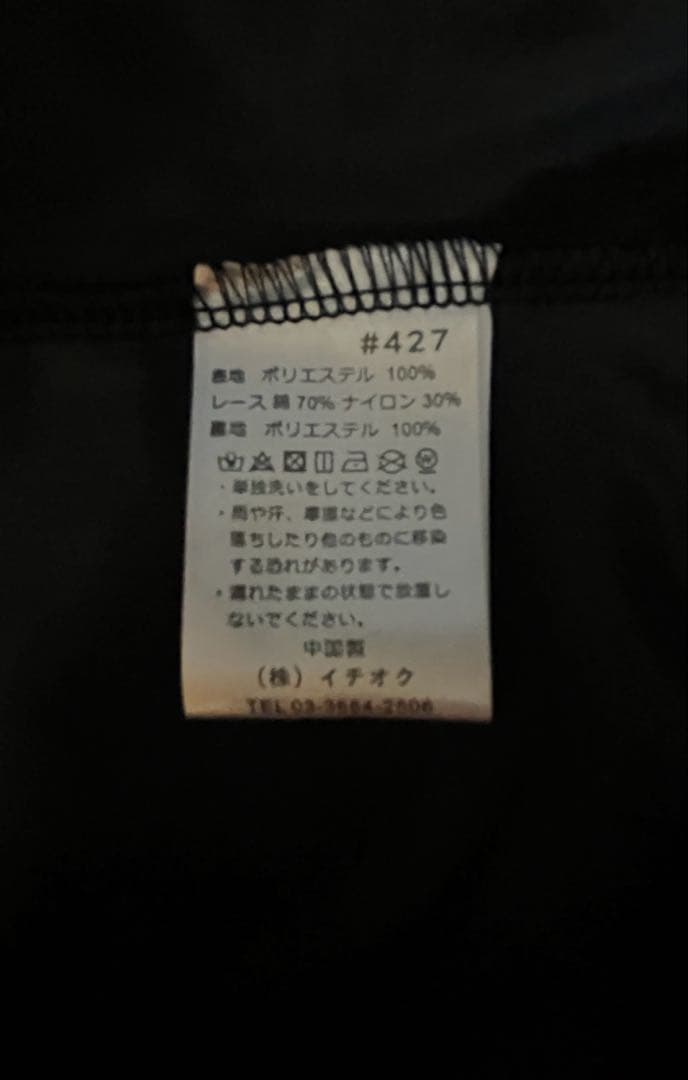 #427
表地 ポリエステル 100%
レース 綿 70% ナイロン 30%
裏地 ポリエステル 100%
・単独洗いをしてください。
・雨や汗、摩擦などにより色
落ちしたり他のものに移染
する恐れがあります。
・濡れたままの状態で放置し
ないでください。
中国製
(株) イチオク
TEL 03-3664-2606